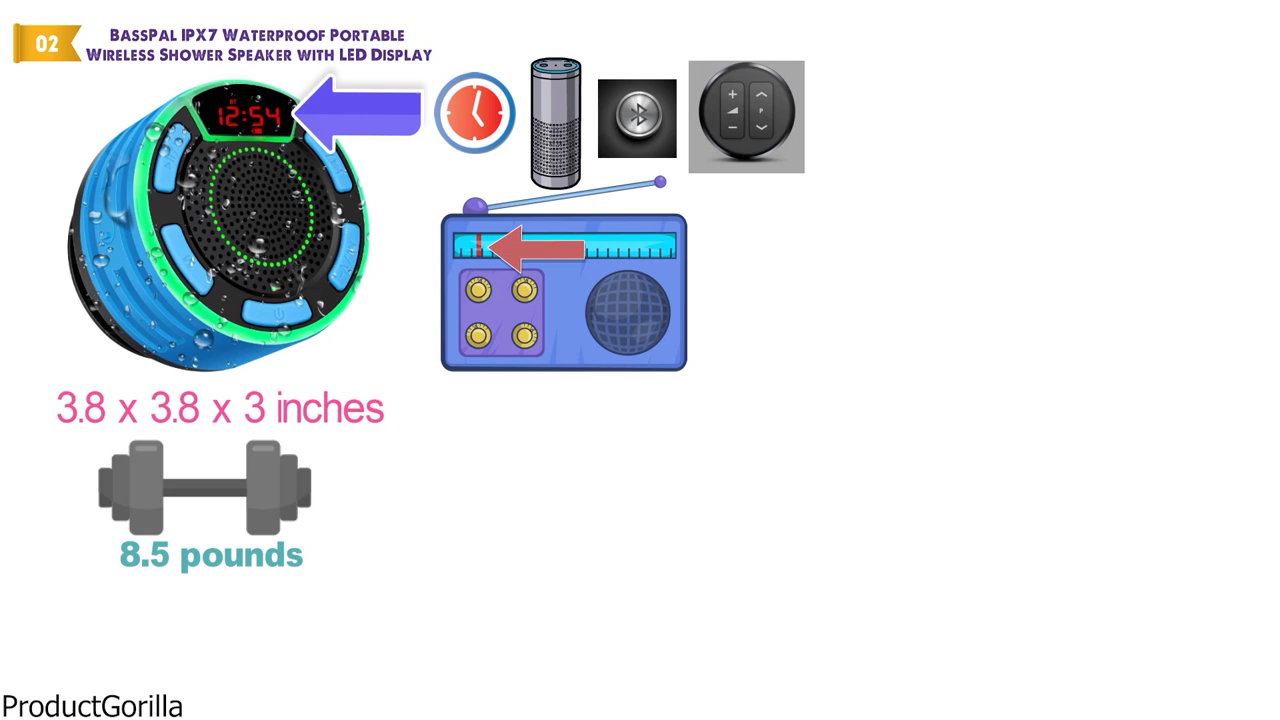 02
BassPal IPX7 Waterproof Portable
Wireless Shower Speaker with LED Display
BT
12:54
+
−
P
3.8 x 3.8 x 3 inches
8.5 pounds
ProductGorilla